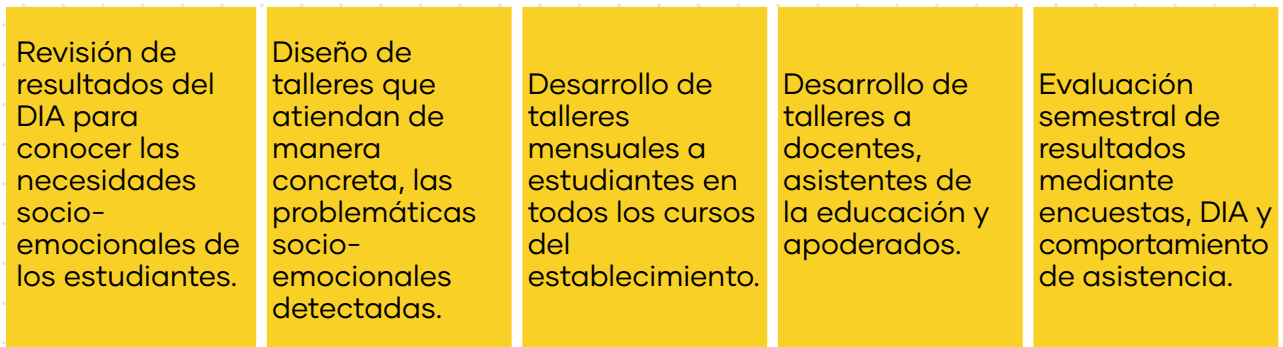 Revisión de
resultados del
DIA para
conocer las
necesidades
socio-
emocionales de
los estudiantes.
Diseño de
talleres que
atiendan de
manera
concreta, las
problemáticas
socio-
emocionales
detectadas.
Desarrollo de
talleres
mensuales a
estudiantes en
todos los cursos
del
establecimiento.
Desarrollo de
talleres a
docentes,
asistentes de
la educación y
apoderados.
Evaluación
semestral de
resultados
mediante
encuestas, DIA y
comportamiento
de asistencia.